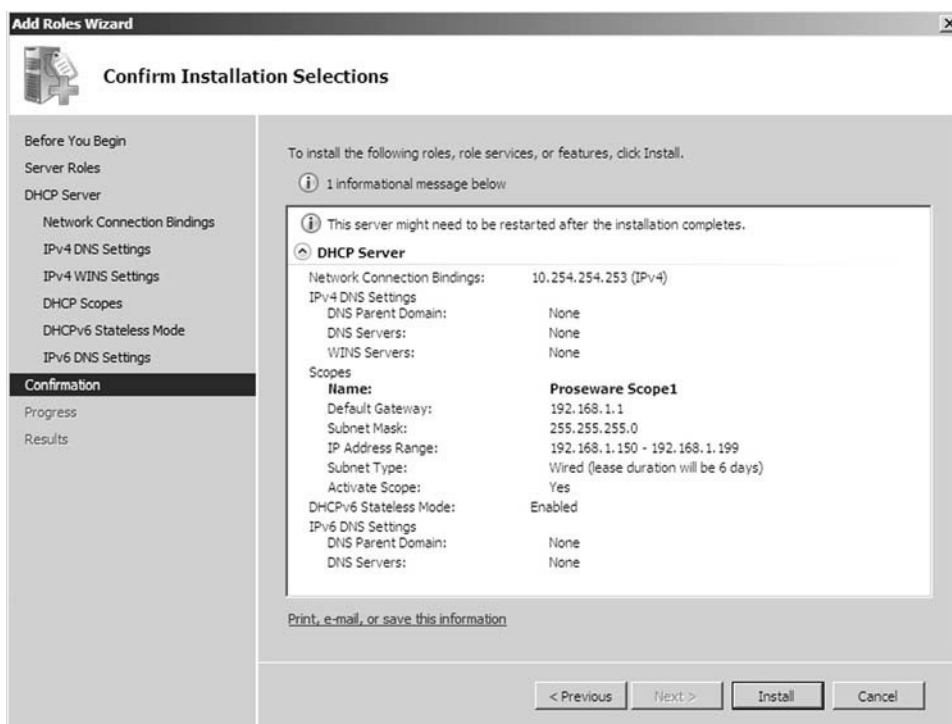 Add Roles Wizard
Confirm Installation Selections
Before You Begin
Server Roles
DHCP Server
Network Connection Bindings
IPv4 DNS Settings
IPv4 WINS Settings
DHCP Scopes
DHCPv6 Stateless Mode
IPv6 DNS Settings
Confirmation
Progress
Results
To install the following roles, role services, or features, click Install.
1 informational message below
This server might need to be restarted after the installation completes.
DHCP Server
Network Connection Bindings: 10.254.254.253 (IPv4)
IPv4 DNS Settings
DNS Parent Domain: None
DNS Servers: None
WINS Servers: None
Scopes
Name: Proseware Scope1
Default Gateway: 192.168.1.1
Subnet Mask: 255.255.255.0
IP Address Range: 192.168.1.150 - 192.168.1.199
Subnet Type: Wired (lease duration will be 6 days)
Activate Scope: Yes
DHCPv6 Stateless Mode: Enabled
IPv6 DNS Settings
DNS Parent Domain: None
DNS Servers: None
Print, e-mail, or save this information
< Previous Next > Install Cancel